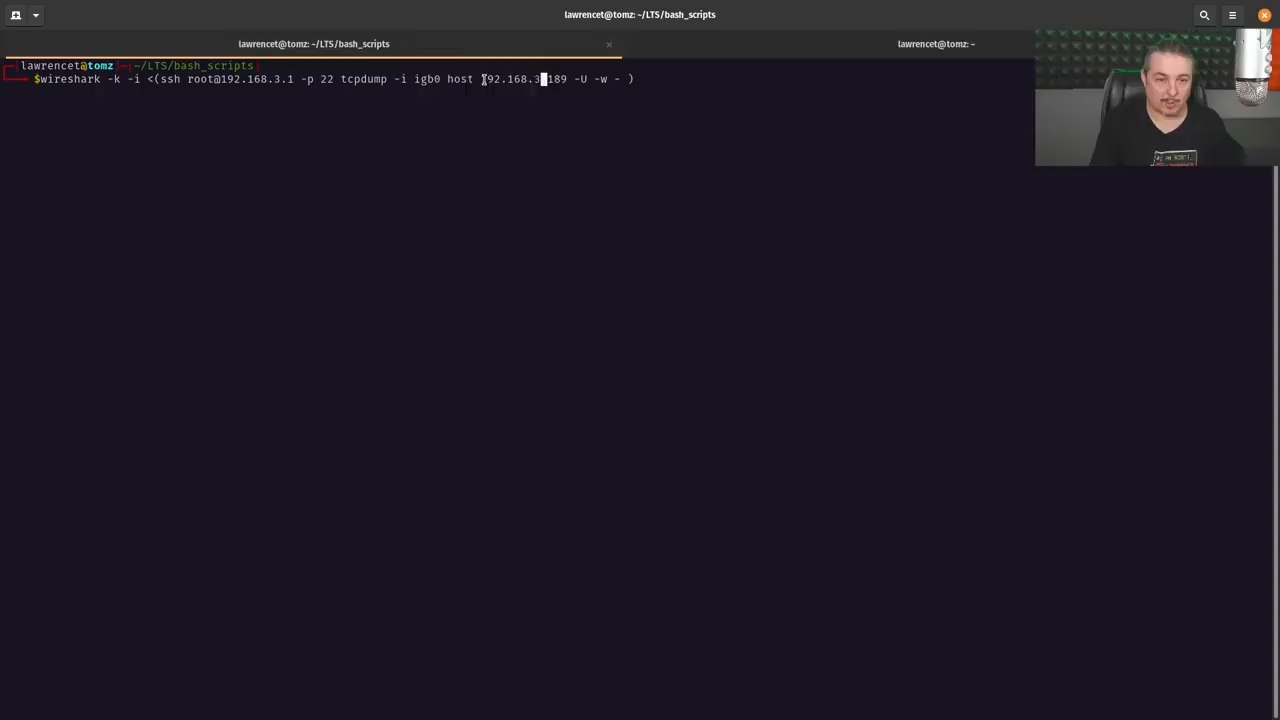 lawrencet@tomz: ~/LTS/bash_scripts
lawrencet@tomz: ~/LTS/bash_scripts
lawrencet@tomz: ~
lawrencet@tomz ~/LTS/bash_scripts
$wireshark -k -i <(ssh root@192.168.3.1 -p 22 tcpdump -i igb0 host 192.168.3.189 -U -w - )